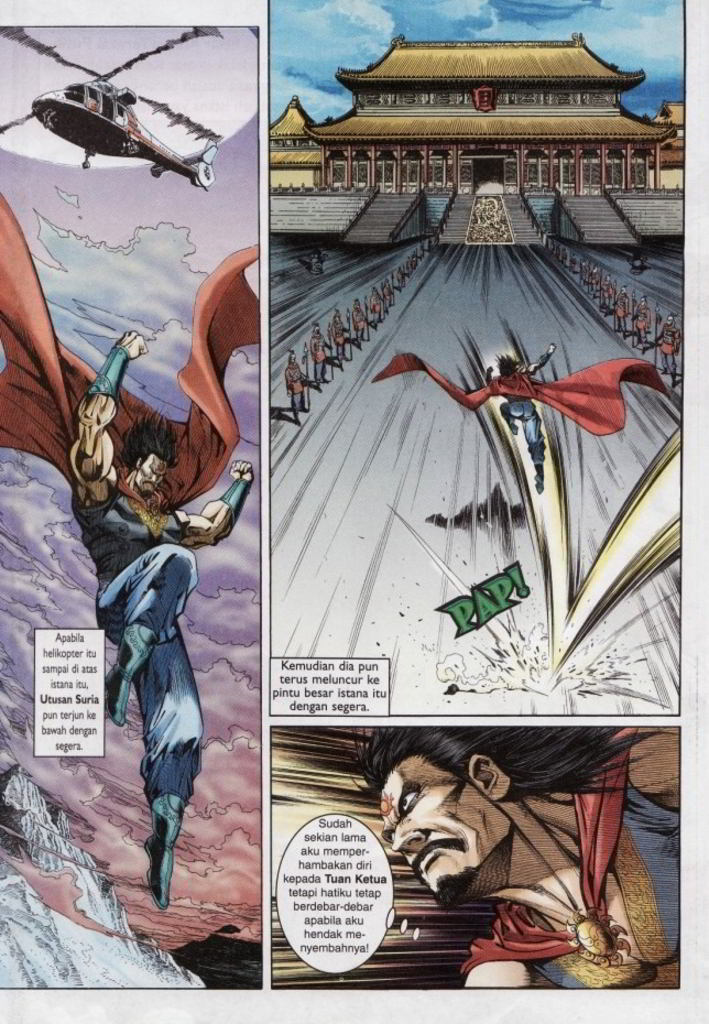 Apabila
helikopter itu
sampai di atas
istana itu,
Utusan Suria
pun terjun ke
bawah dengan
segera.
旦
PAP!
Kemudian dia pun
terus meluncur ke
pintu besar istana itu
dengan segera.
Sudah
sekian lama
aku memper-
hambakan diri
kepada Tuan Ketua
tetapi hatiku tetap
berdebar-debar
apabila aku
hendak me-
nyembahnya!